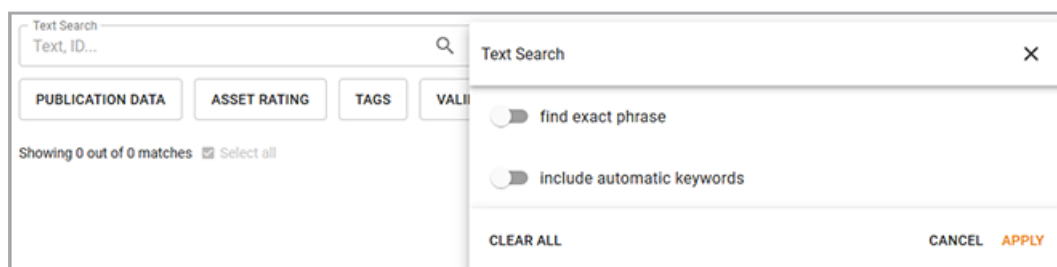 Text Search
Text, ID...
PUBLICATION DATA ASSET RATING TAGS
Showing 0 out of 0 matches Select all
Text Search
find exact phrase
include automatic keywords
CLEAR ALL CANCEL APPLY